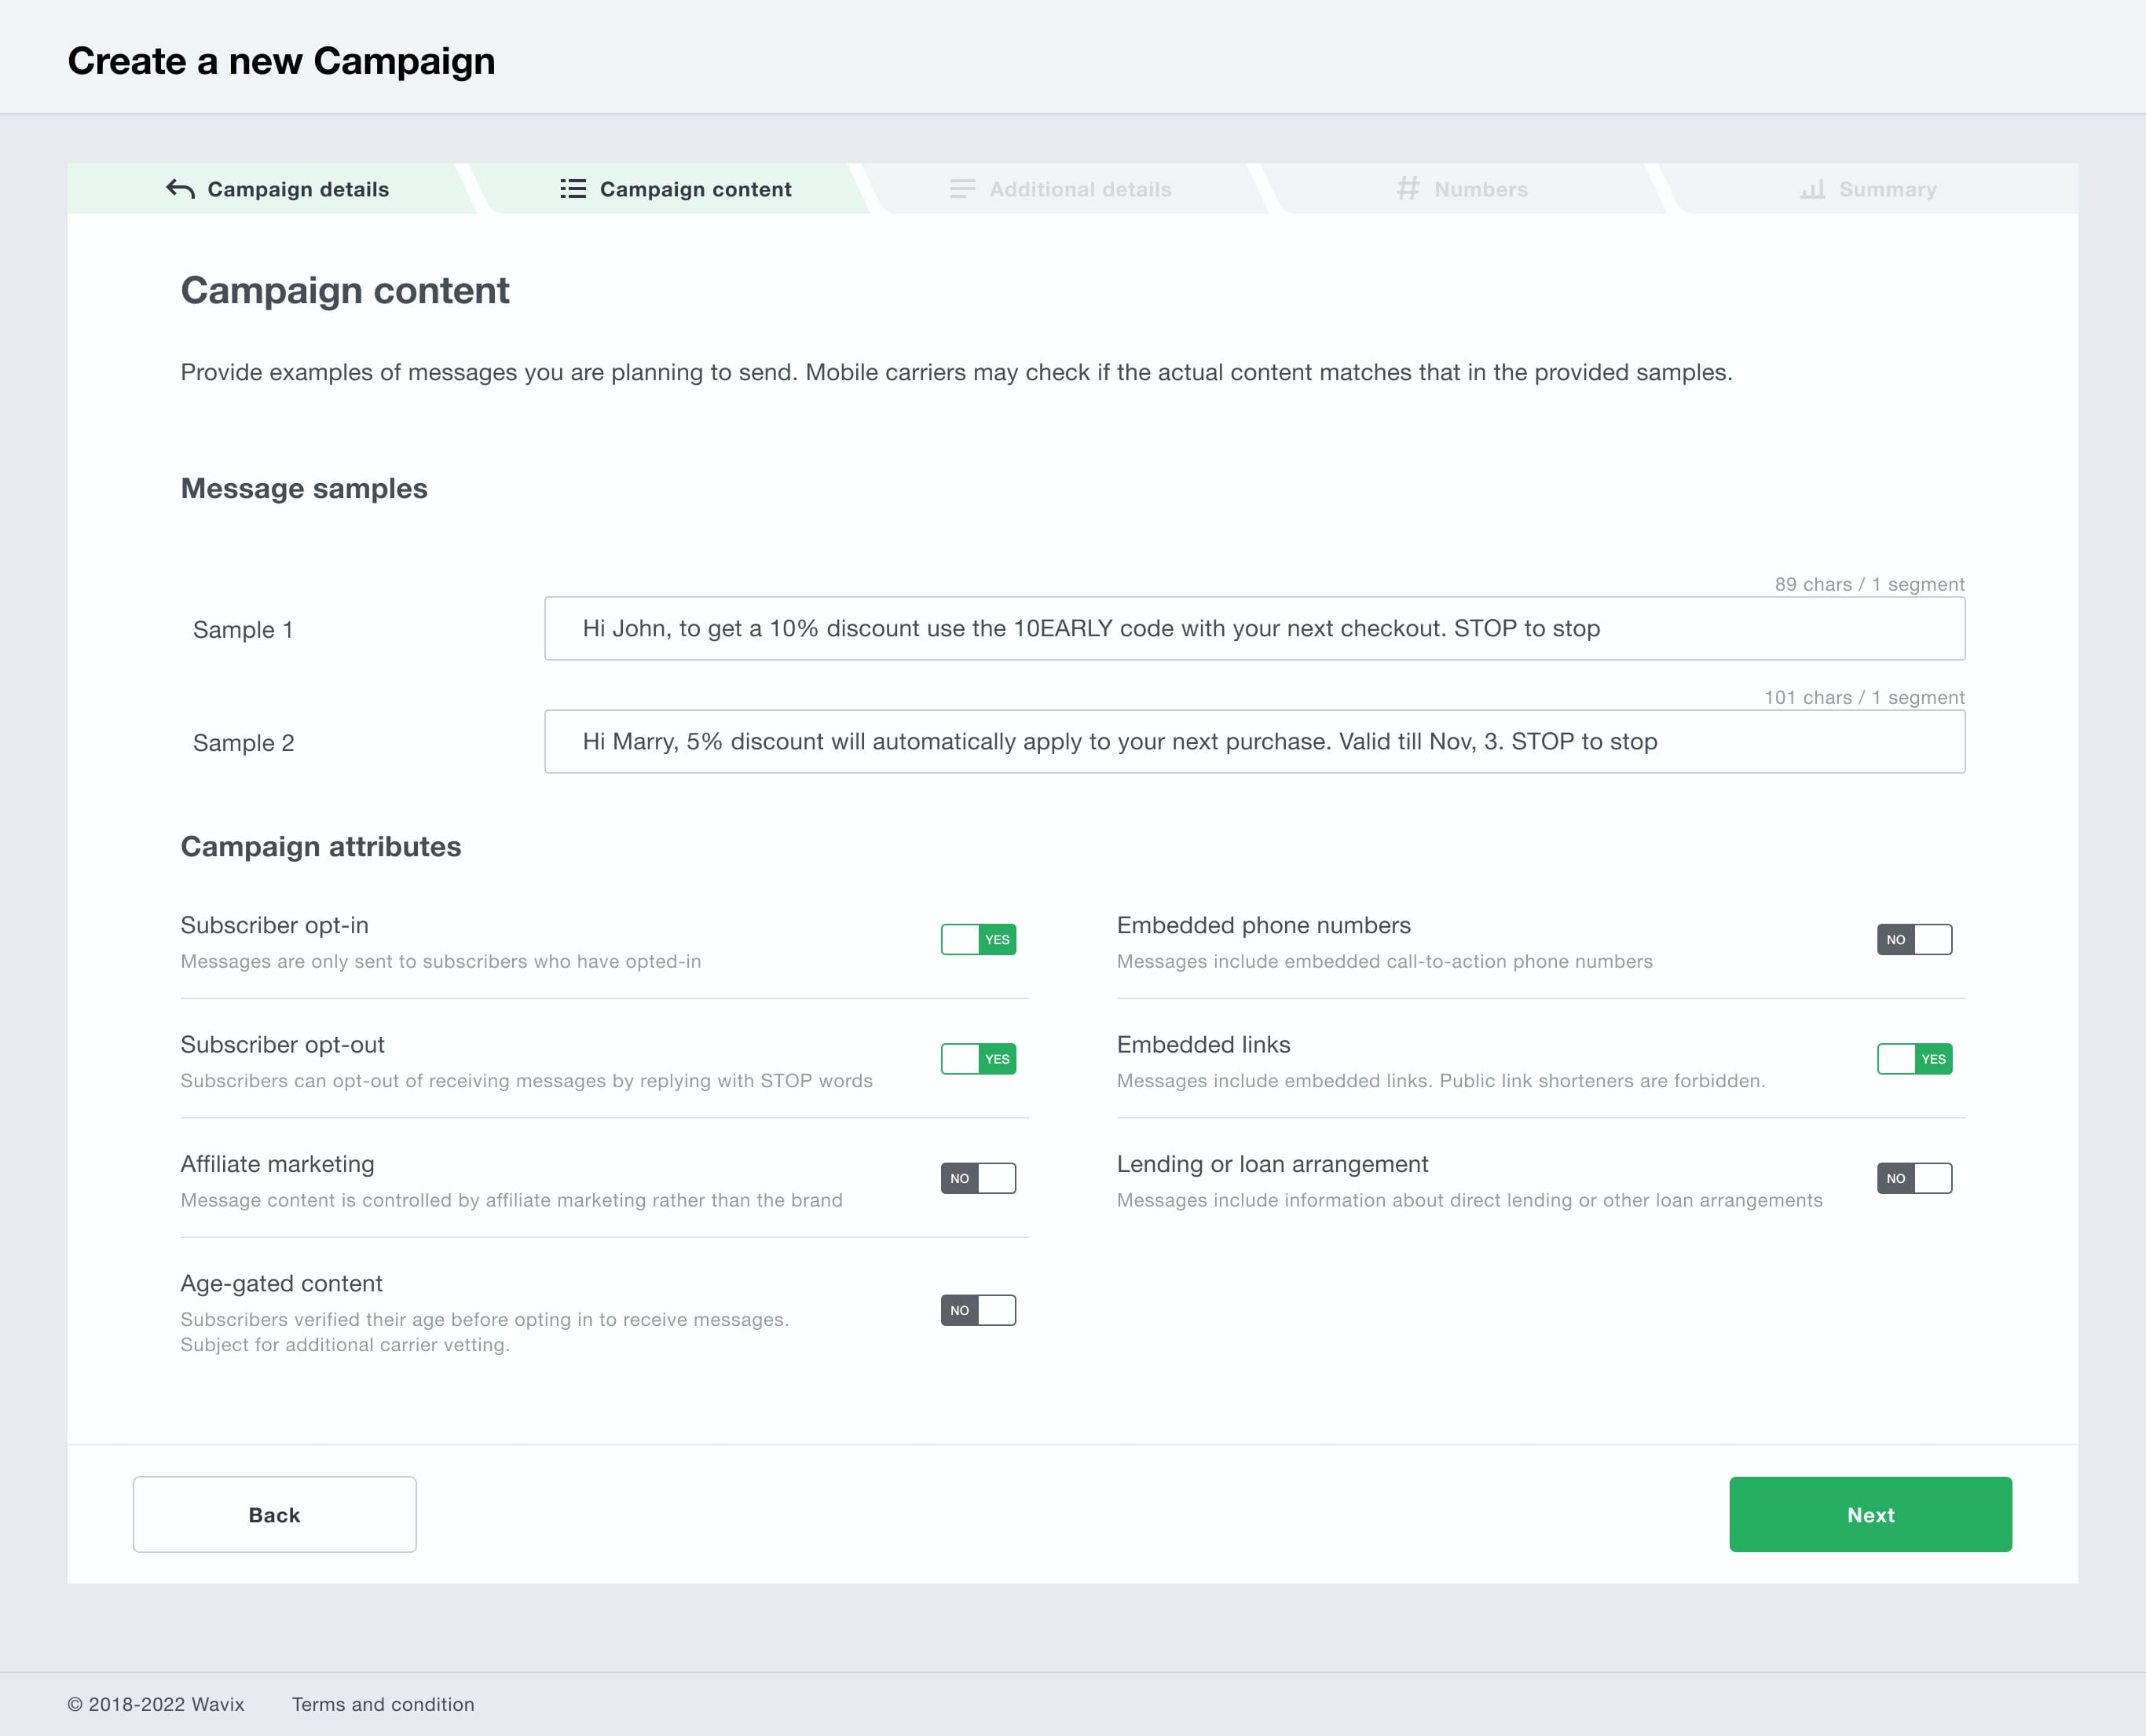 Create a new Campaign
Campaign details
Campaign content
Additional details
Numbers
Summary
Campaign content
Provide examples of messages you are planning to send. Mobile carriers may check if the actual content matches that in the provided samples.
Message samples
89 chars / 1 segment
Sample 1
Hi John, to get a 10% discount use the 10EARLY code with your next checkout. STOP to stop
101 chars / 1 segment
Sample 2
Hi Marry, 5% discount will automatically apply to your next purchase. Valid till Nov, 3. STOP to stop
Campaign attributes
Subscriber opt-in
YES
Messages are only sent to subscribers who have opted-in
Subscriber opt-out
YES
Subscribers can opt-out of receiving messages by replying with STOP words
Affiliate marketing
NO
Message content is controlled by affiliate marketing rather than the brand
Age-gated content
NO
Subscribers verified their age before opting in to receive messages.
Subject for additional carrier vetting.
Embedded phone numbers
NO
Messages include embedded call-to-action phone numbers
Embedded links
YES
Messages include embedded links. Public link shorteners are forbidden.
Lending or loan arrangement
NO
Messages include information about direct lending or other loan arrangements
Back
Next
© 2018-2022 Wavix
Terms and condition